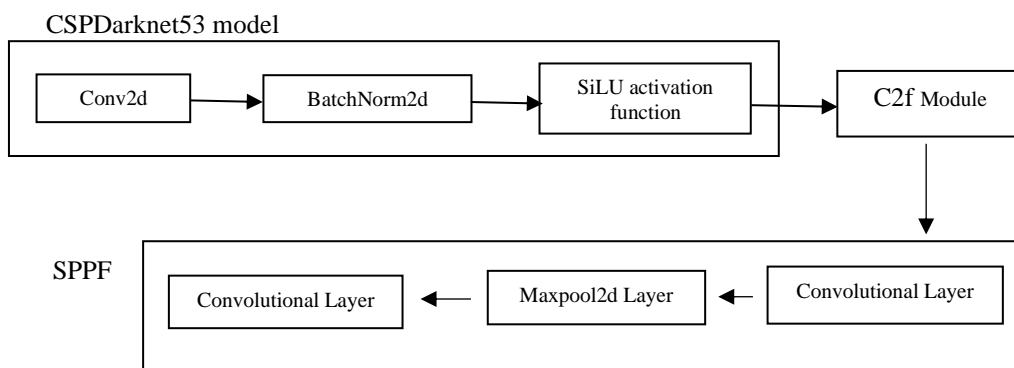 CSPDarknet53 model
Conv2d
BatchNorm2d
SiLU activation
function
C2f Module
SPPF
Convolutional Layer
Maxpool2d Layer
Convolutional Layer